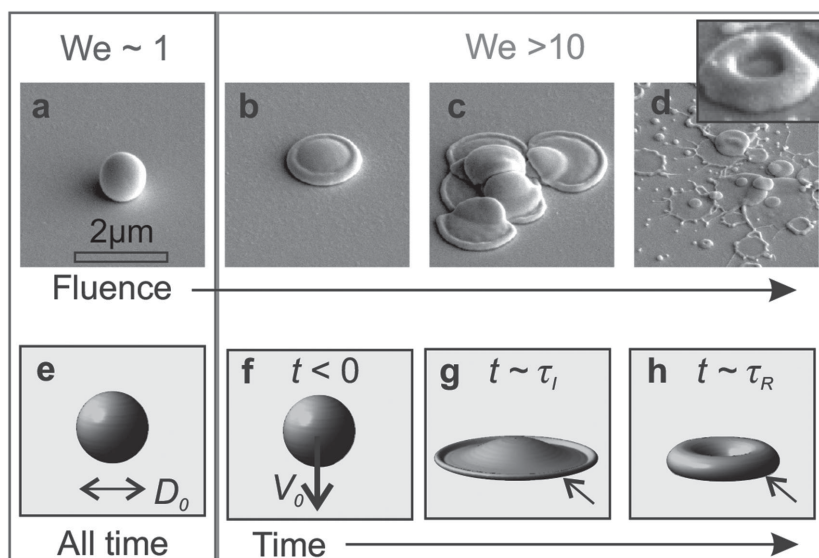 We ~ 1
We >10
a
b
c
d
2μm
Fluence
e
f t < 0
g t ~ τI
h t ~ τR
D0
V0
All time
Time